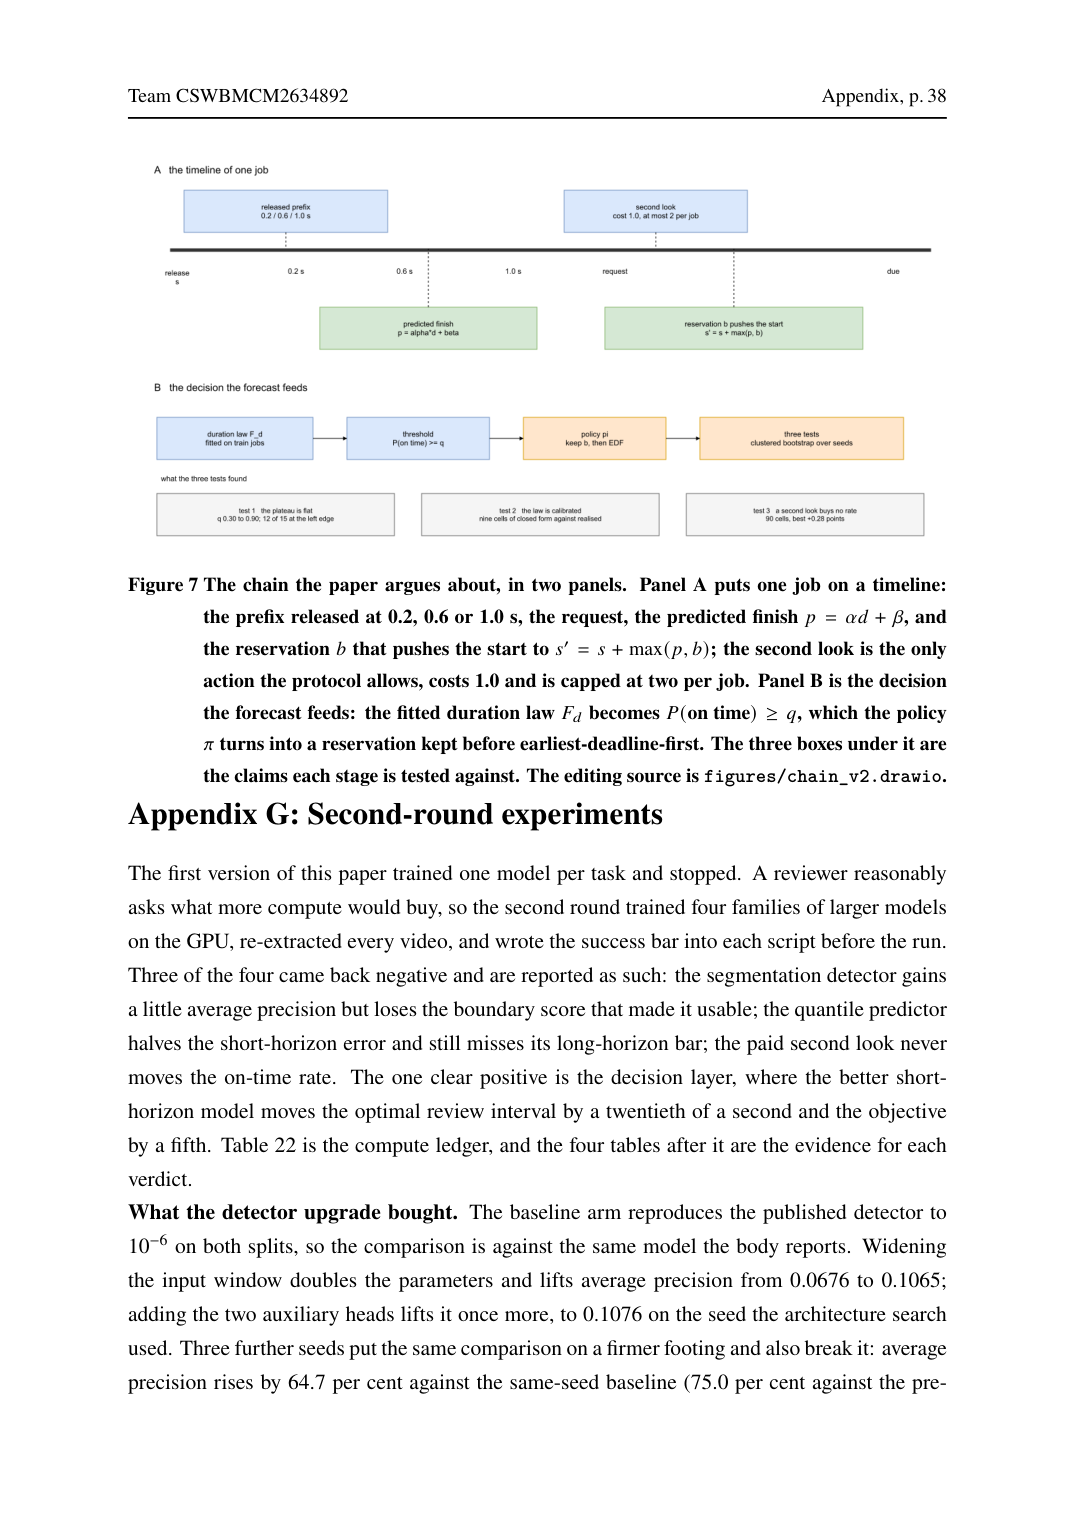 Team CSWBMCM2634892
Appendix, p. 38
A the timeline of one job
released prefix
0.2 / 0.6 / 1.0 s
second look
cost 1.0, at most 2 per job
release
s
0.2 s
0.6 s
1.0 s
request
due
predicted finish
p = alpha*d + beta
reservation b pushes the start
s' = s + max(p, b)
B the decision the forecast feeds
duration law F_d
fitted on train jobs
threshold
P(on time) >= q
policy pi
keep b, then EDF
three tests
clustered bootstrap over seeds
what the three tests found
test 1 the plateau is flat
q 0.30 to 0.90; 12 of 15 at the left edge
test 2 the law is calibrated
nine cells of closed form against realised
test 3 a second look buys no rate
90 cells, best +0.28 points
Figure 7 The chain the paper argues about, in two panels. Panel A puts one job on a timeline:
the prefix released at 0.2, 0.6 or 1.0 s, the request, the predicted finish p = αd + β, and
the reservation b that pushes the start to s′ = s + max(p, b); the second look is the only
action the protocol allows, costs 1.0 and is capped at two per job. Panel B is the decision
the forecast feeds: the fitted duration law F_d becomes P(on time) ≥ q, which the policy
π turns into a reservation kept before earliest-deadline-first. The three boxes under it are
the claims each stage is tested against. The editing source is figures/chain_v2.drawio.
Appendix G: Second-round experiments
The first version of this paper trained one model per task and stopped. A reviewer reasonably
asks what more compute would buy, so the second round trained four families of larger models
on the GPU, re-extracted every video, and wrote the success bar into each script before the run.
Three of the four came back negative and are reported as such: the segmentation detector gains
a little average precision but loses the boundary score that made it usable; the quantile predictor
halves the short-horizon error and still misses its long-horizon bar; the paid second look never
moves the on-time rate. The one clear positive is the decision layer, where the better short-
horizon model moves the optimal review interval by a twentieth of a second and the objective
by a fifth. Table 22 is the compute ledger, and the four tables after it are the evidence for each
verdict.
What the detector upgrade bought. The baseline arm reproduces the published detector to
10⁻⁶ on both splits, so the comparison is against the same model the body reports. Widening
the input window doubles the parameters and lifts average precision from 0.0676 to 0.1065;
adding the two auxiliary heads lifts it once more, to 0.1076 on the seed the architecture search
used. Three further seeds put the same comparison on a firmer footing and also break it: average
precision rises by 64.7 per cent against the same-seed baseline (75.0 per cent against the pre-